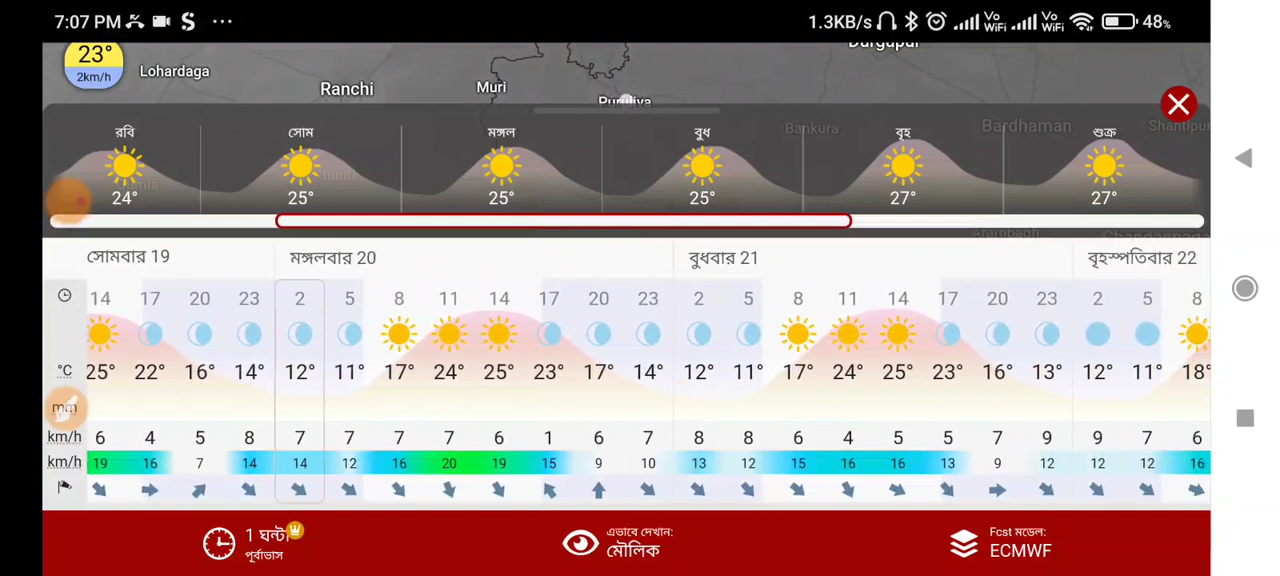 7:07 PM S ... 1.3KB/s Vo WiFi Vo WiFi 48%
23°
2km/h
Lohardaga
Ranchi
Muri
Puruliya
Durgapur
Bankura
Bardhaman
রবি সোম মঙ্গল বুধ বৃহ শুক্র
24° 25° 25° 25° 27° 27°
Arambagh
সোমবার 19 মঙ্গলবার 20 বুধবার 21 বৃহস্পতিবার 22
14 17 20 23 2 5 8 11 14 17 20 23 2 5 8 11 14 17 20 23 2 5 8
°C 25° 22° 16° 14° 12° 11° 17° 24° 25° 23° 17° 14° 12° 11° 17° 24° 25° 23° 16° 13° 12° 11° 18°
mm
km/h 6 4 5 8 7 7 7 7 6 1 6 7 8 8 6 4 5 5 7 9 9 7 6
km/h 19 16 7 14 14 12 16 20 19 15 9 10 13 12 15 16 16 13 9 12 12 12 16
1 ঘন্টা
পূর্বাভাস
এভাবে দেখান:
মৌলিক
Fcst মডেল:
ECMWF